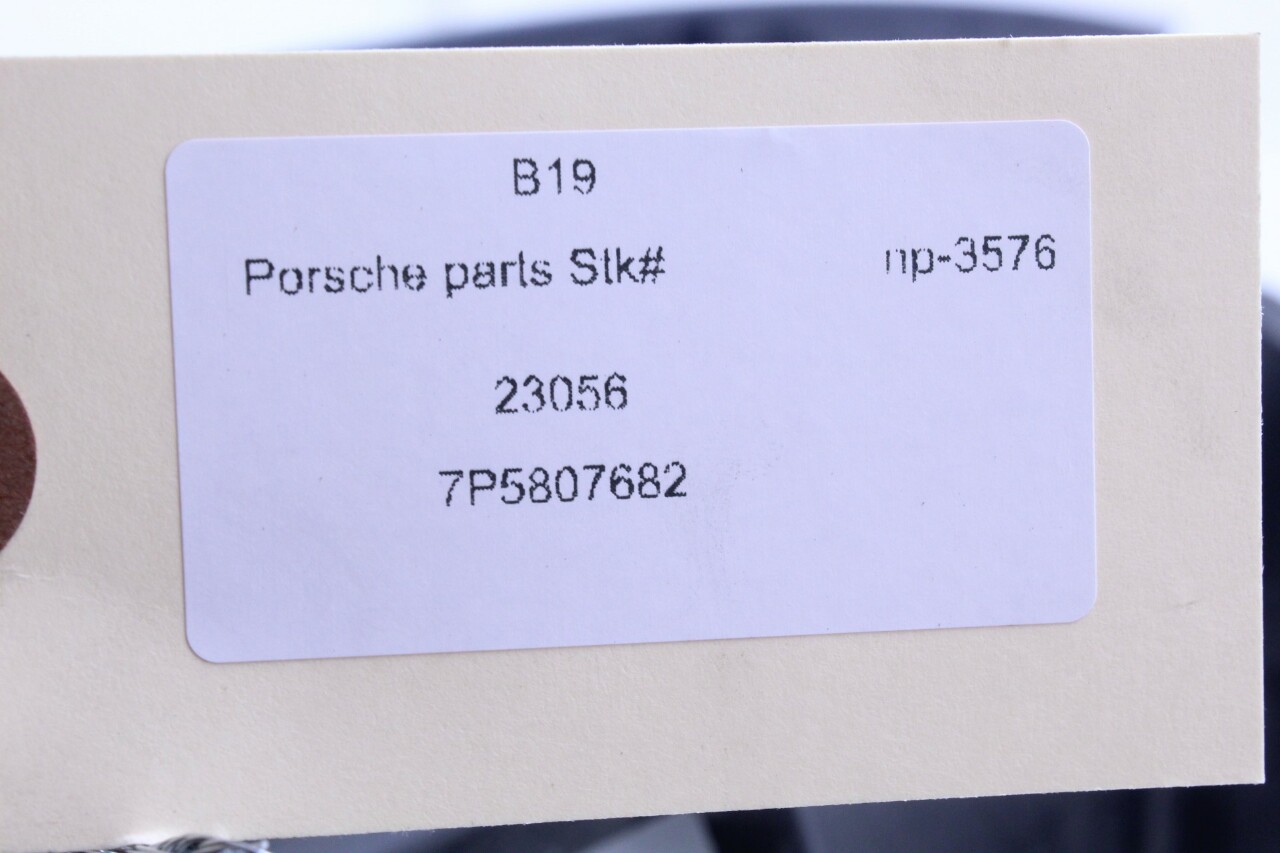 B19
Porsche parts Stk# np-3576
23056
7P5807682